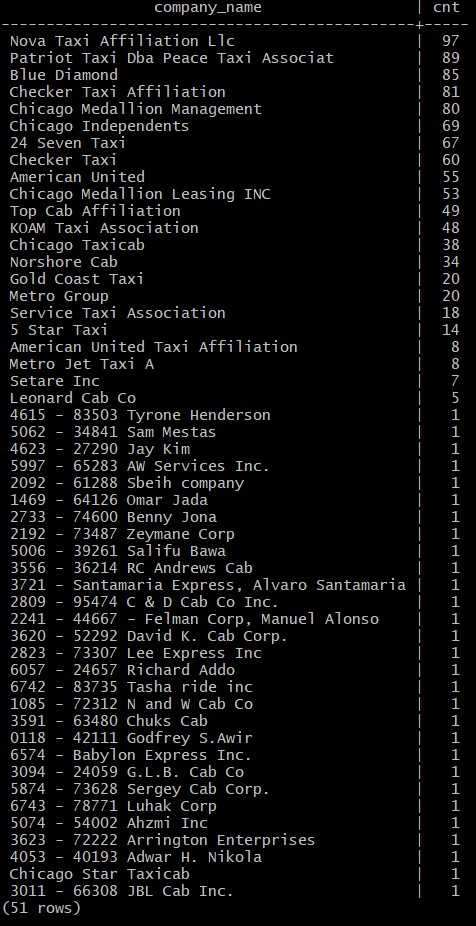 company_name | cnt
-----------------------------------------------+-----
Nova Taxi Affiliation Llc | 97
Patriot Taxi Dba Peace Taxi Associat | 89
Blue Diamond | 85
Checker Taxi Affiliation | 81
Chicago Medallion Management | 80
Chicago Independents | 69
24 Seven Taxi | 67
Checker Taxi | 60
American United | 55
Chicago Medallion Leasing INC | 53
Top Cab Affiliation | 49
KOAM Taxi Association | 48
Chicago Taxicab | 38
Norshore Cab | 34
Gold Coast Taxi | 20
Metro Group | 20
Service Taxi Association | 18
5 Star Taxi | 14
American United Taxi Affiliation | 8
Metro Jet Taxi A | 8
Setare Inc | 7
Leonard Cab Co | 5
4615 - 83503 Tyrone Henderson | 1
5062 - 34841 Sam Mestas | 1
4623 - 27290 Jay Kim | 1
5997 - 65283 AW Services Inc. | 1
2092 - 61288 Sbeih company | 1
1469 - 64126 Omar Jada | 1
2733 - 74600 Benny Jona | 1
2192 - 73487 Zeymane Corp | 1
5006 - 39261 Salifu Bawa | 1
3556 - 36214 RC Andrews Cab | 1
3721 - Santamaria Express, Alvaro Santamaria | 1
2809 - 95474 C & D Cab Co Inc. | 1
2241 - 44667 - Felman Corp, Manuel Alonso | 1
3620 - 52292 David K. Cab Corp. | 1
2823 - 73307 Lee Express Inc | 1
6057 - 24657 Richard Addo | 1
6742 - 83735 Tasha ride inc | 1
1085 - 72312 N and W Cab Co | 1
3591 - 63480 Chuks Cab | 1
0118 - 42111 Godfrey S.Awir | 1
6574 - Babylon Express Inc. | 1
3094 - 24059 G.L.B. Cab Co | 1
5874 - 73628 Sergey Cab Corp. | 1
6743 - 78771 Luhak Corp | 1
5074 - 54002 Ahzmi Inc | 1
3623 - 72222 Arrington Enterprises | 1
4053 - 40193 Adwar H. Nikola | 1
Chicago Star Taxicab | 1
3011 - 66308 JBL Cab Inc. | 1
(51 rows)